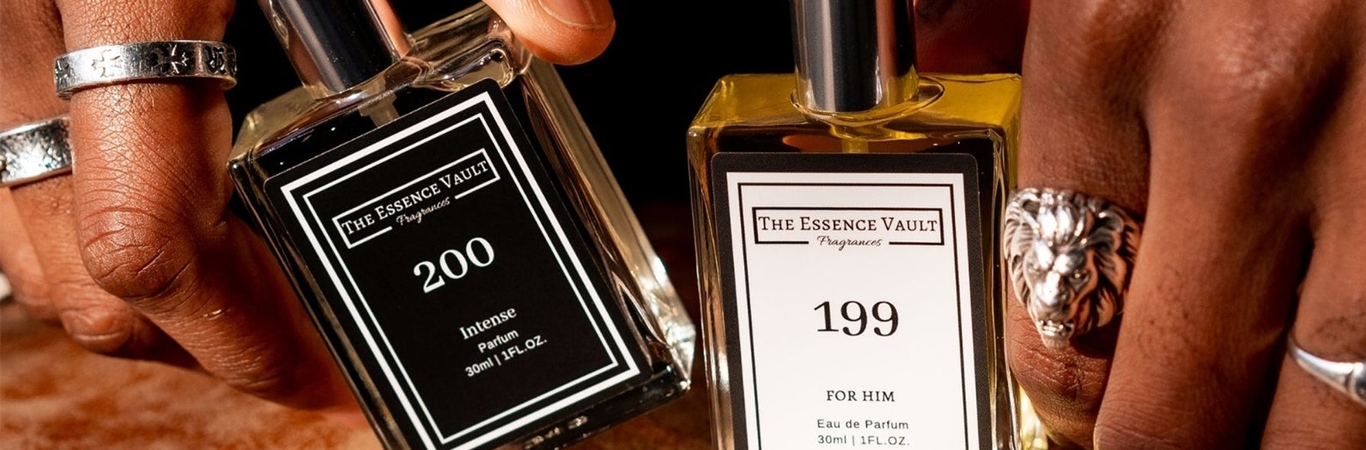 THE ESSENCE VAULT
Fragrances
200
Intense
Parfum
30ml | 1FL.OZ.
THE ESSENCE VAULT
Fragrances
199
FOR HIM
Eau de Parfum
30ml | 1FL.OZ.